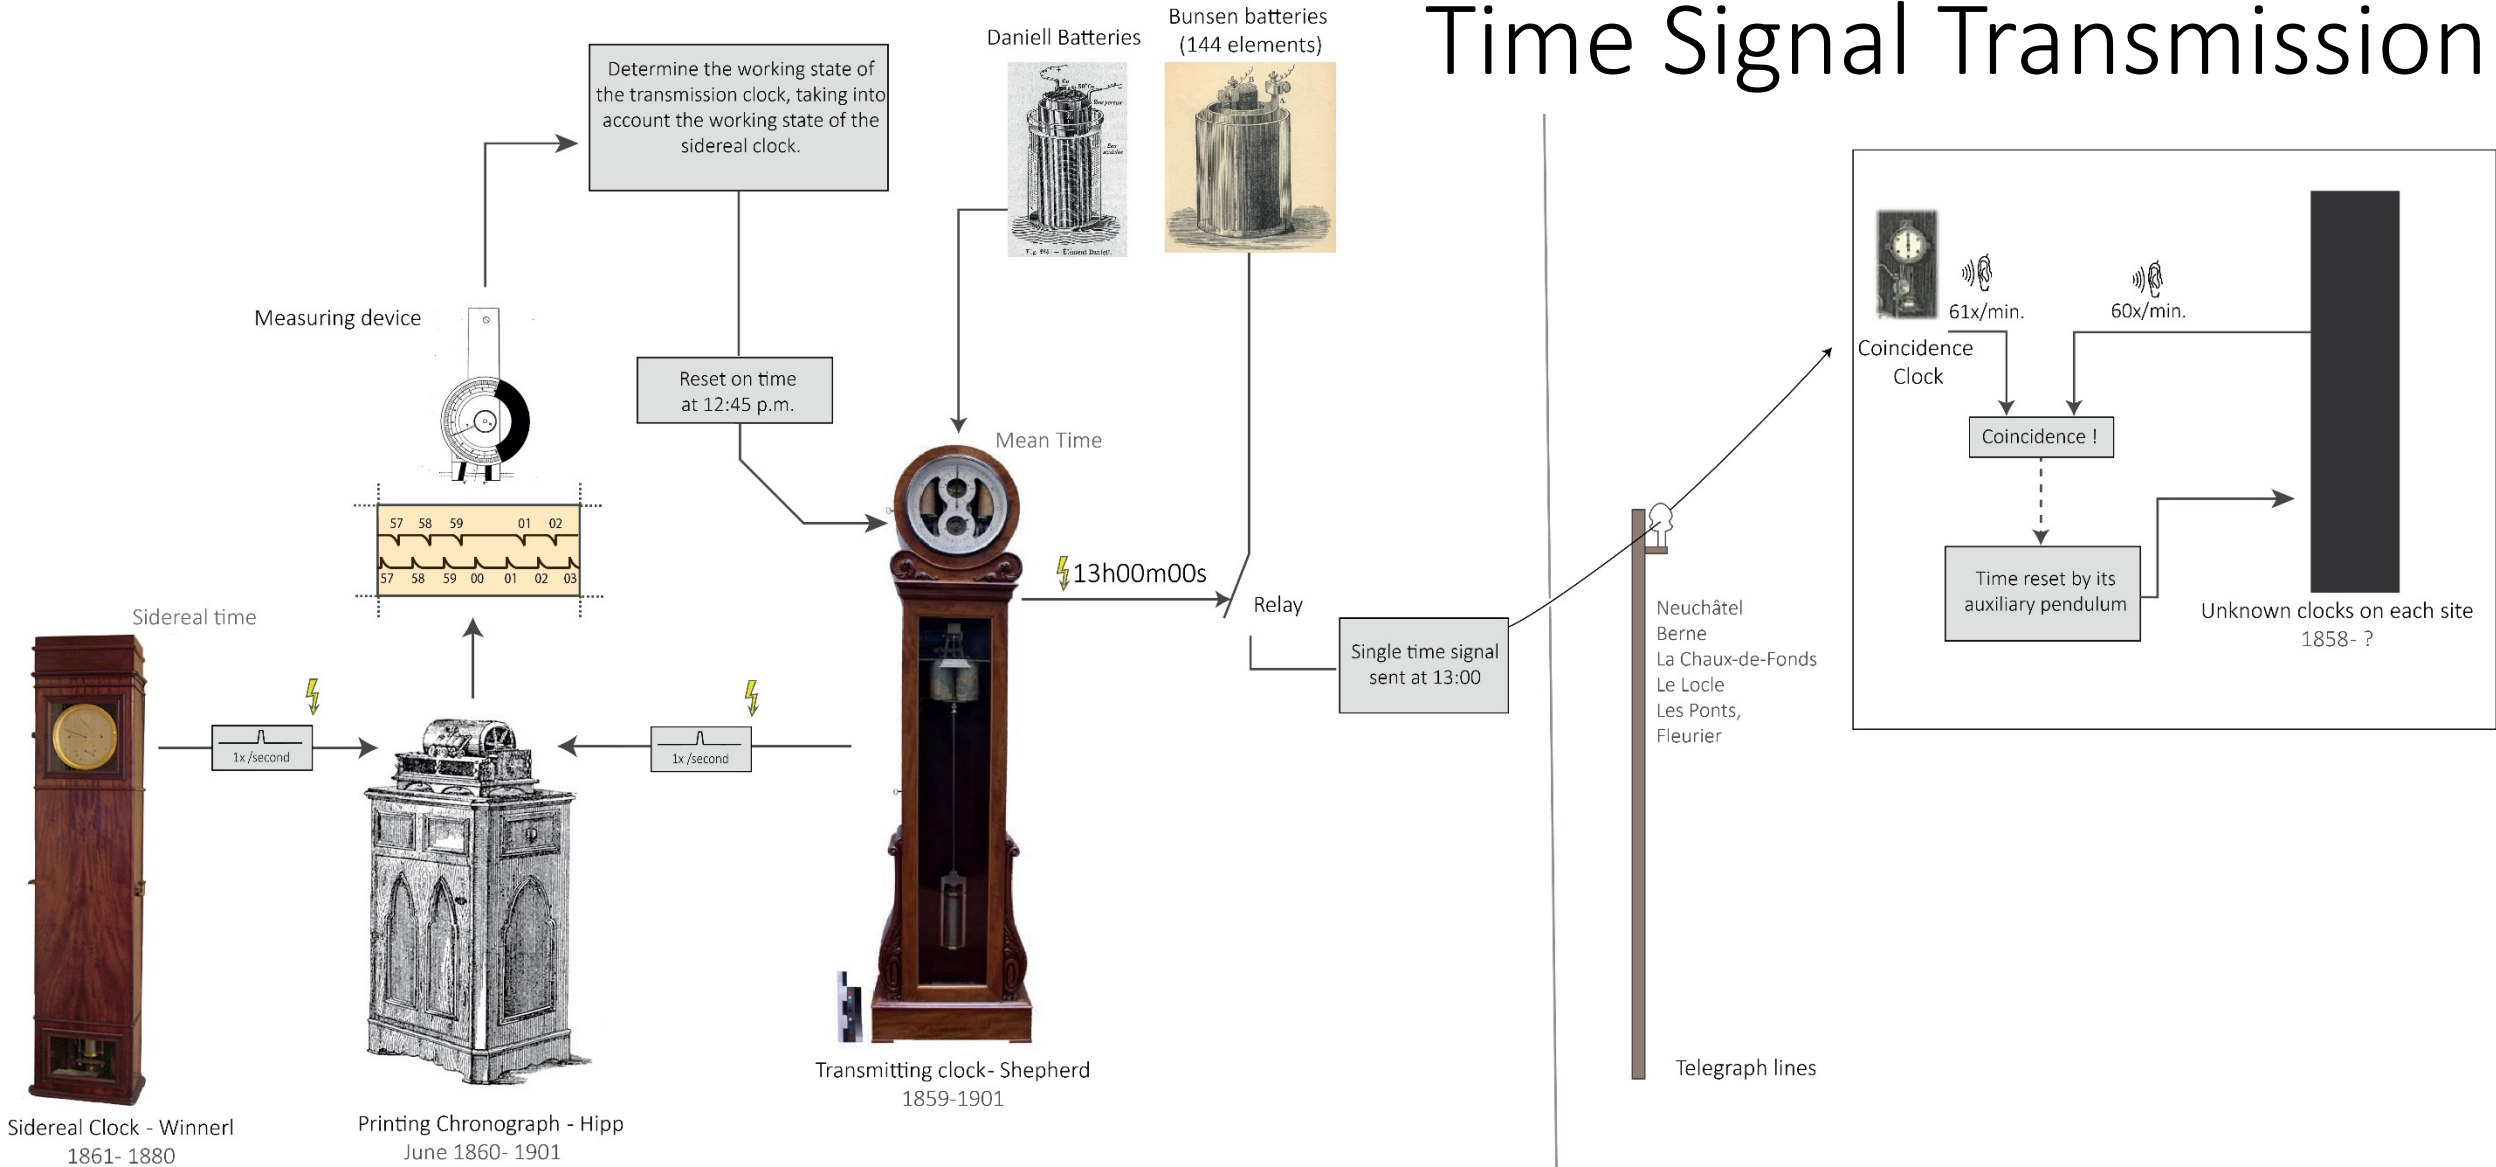 Time Signal Transmission
Daniell Batteries
Bunsen batteries
(144 elements)
Determine the working state of
the transmission clock, taking into
account the working state of the
sidereal clock.
Measuring device
Reset on time
at 12:45 p.m.
Mean Time
57 58 59 01 02
57 58 59 00 01 02 03
Sidereal time
1x /second
1x /second
13h00m00s
Relay
Single time signal
sent at 13:00
Sidereal Clock - Winnerl
1861- 1880
Printing Chronograph - Hipp
June 1860- 1901
Transmitting clock- Shepherd
1859-1901
Neuchâtel
Berne
La Chaux-de-Fonds
Le Locle
Les Ponts,
Fleurier
Telegraph lines
61x/min.
60x/min.
Coincidence
Clock
Coincidence !
Time reset by its
auxiliary pendulum
Unknown clocks on each site
1858- ?